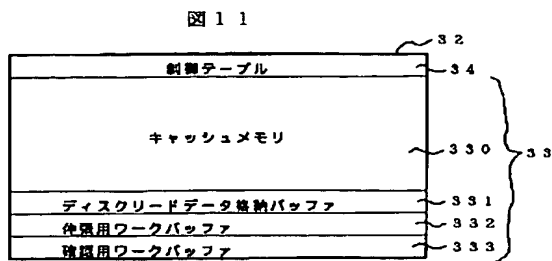 図11
32
制御テーブル
34
キャッシュメモリ
330
33
ディスクリードデータ格納バッファ
331
伸張用ワークバッファ
332
確認用ワークバッファ
333